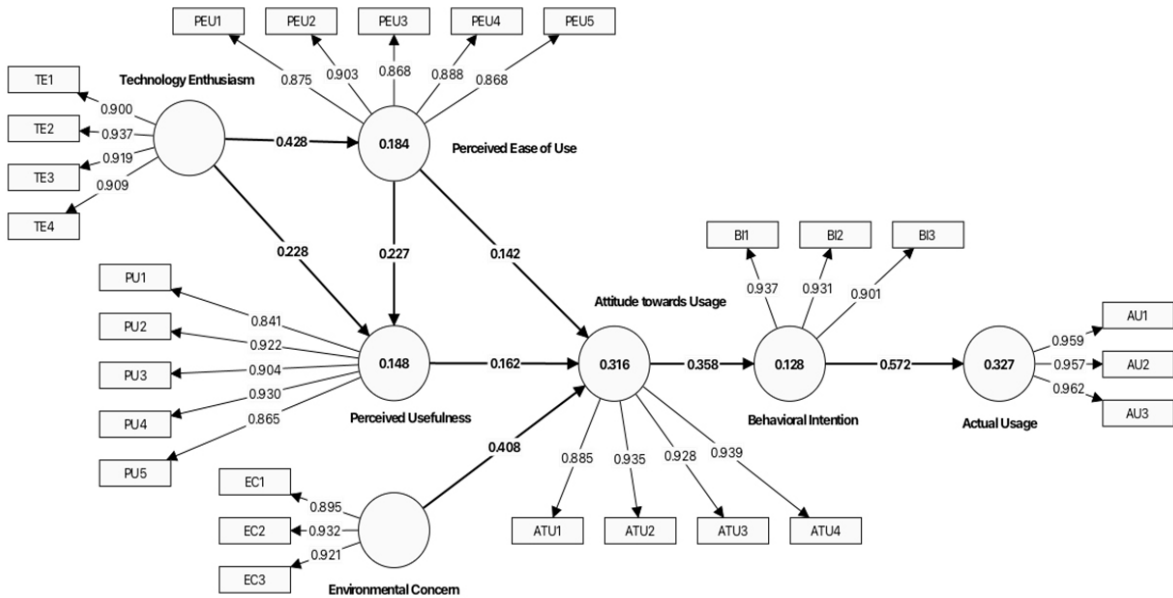 PEU1 PEU2 PEU3 PEU4 PEU5
Technology Enthusiasm
TE1
TE2
TE3
TE4
0.900
0.937
0.919
0.909
0.875
0.903
0.868
0.888
0.868
0.428
0.184
Perceived Ease of Use
0.228
0.227
0.142
PU1
PU2
PU3
PU4
PU5
0.841
0.922
0.904
0.930
0.865
0.148
Perceived Usefulness
0.162
BI1 BI2 BI3
0.937
0.931
0.901
Attitude towards Usage
0.316
0.358
0.128
Behavioral Intention
0.572
0.327
Actual Usage
0.959
0.957
0.962
AU1
AU2
AU3
0.408
EC1
EC2
EC3
0.895
0.932
0.921
Environmental Concern
0.885
0.935
0.928
0.939
ATU1 ATU2 ATU3 ATU4